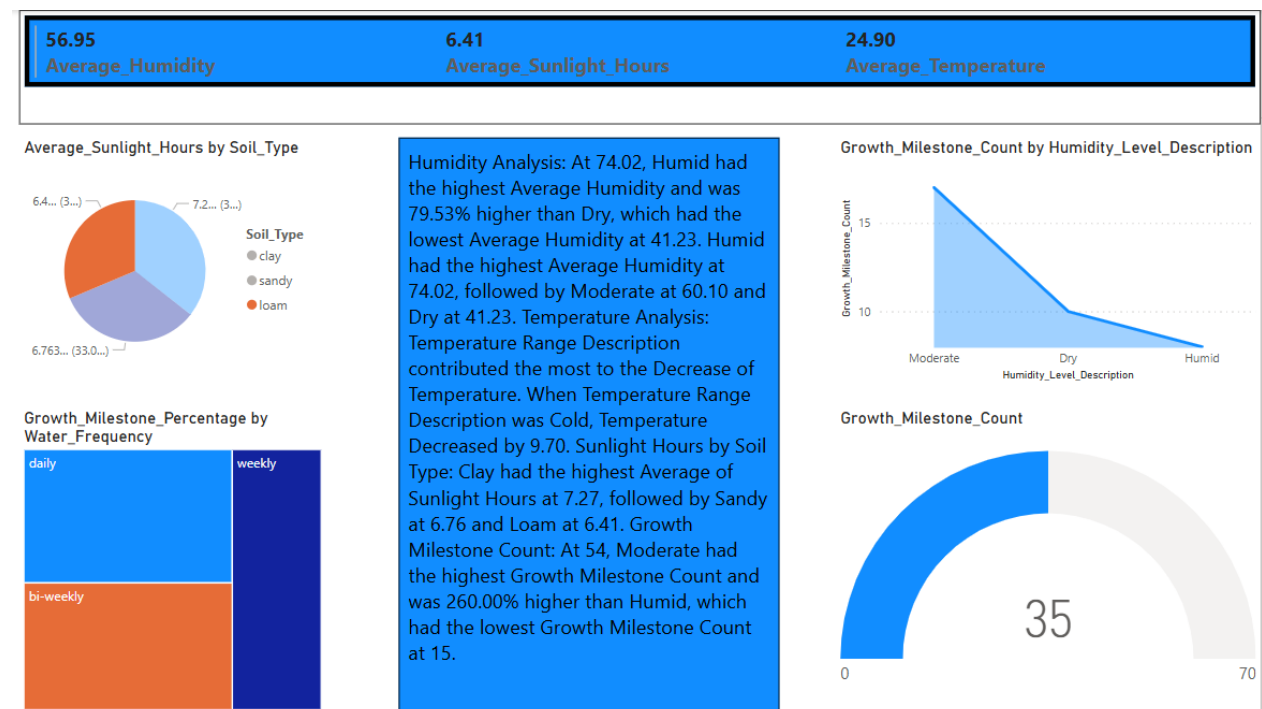 56.95
Average_Humidity
6.41
Average_Sunlight_Hours
24.90
Average_Temperature
Average_Sunlight_Hours by Soil_Type
6.4... (3...)
7.2... (3...)
6.763... (33.0...)
Soil_Type
clay
sandy
loam
Growth_Milestone_Percentage by
Water_Frequency
daily
weekly
bi-weekly
Humidity Analysis: At 74.02, Humid had
the highest Average Humidity and was
79.53% higher than Dry, which had the
lowest Average Humidity at 41.23. Humid
had the highest Average Humidity at
74.02, followed by Moderate at 60.10 and
Dry at 41.23. Temperature Analysis:
Temperature Range Description
contributed the most to the Decrease of
Temperature. When Temperature Range
Description was Cold, Temperature
Decreased by 9.70. Sunlight Hours by Soil
Type: Clay had the highest Average of
Sunlight Hours at 7.27, followed by Sandy
at 6.76 and Loam at 6.41. Growth
Milestone Count: At 54, Moderate had
the highest Growth Milestone Count and
was 260.00% higher than Humid, which
had the lowest Growth Milestone Count
at 15.
Growth_Milestone_Count by Humidity_Level_Description
Growth_Milestone_Count
15
10
Moderate
Dry
Humid
Humidity_Level_Description
Growth_Milestone_Count
35
0
70